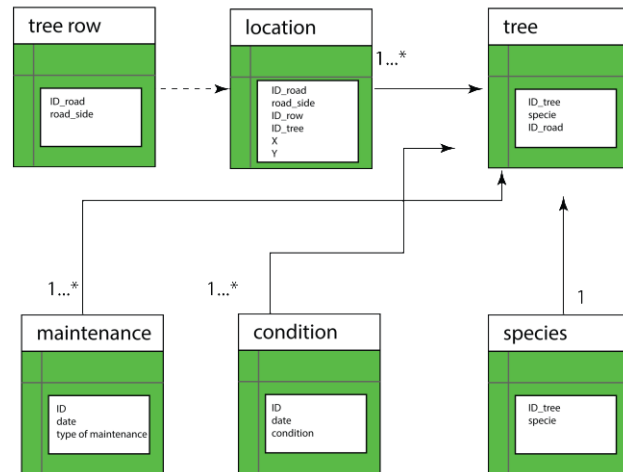 tree row
ID_road
road_side
location
1...*
ID_road
road_side
ID_row
ID_tree
X
Y
tree
ID_tree
specie
ID_road
1...*
maintenance
ID
date
type of maintenance
1...*
condition
ID
date
condition
1
species
ID_tree
specie